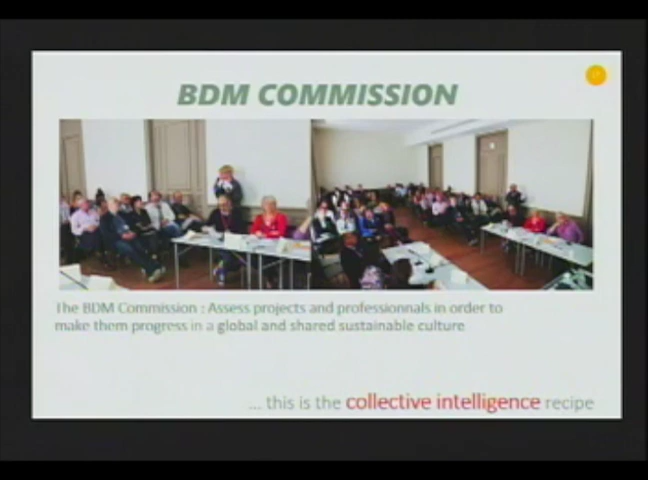 BDM COMMISSION
The BDM Commission : Assess projects and professionnals in order to
make them progress in a global and shared sustainable culture
... this is the collective intelligence recipe